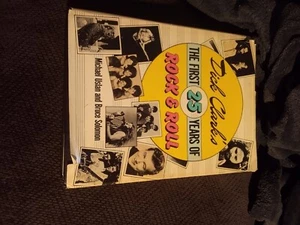 Dick Clark's
THE FIRST 25 YEARS OF
ROCK & ROLL
Michael Uslan and Bruce Solomon